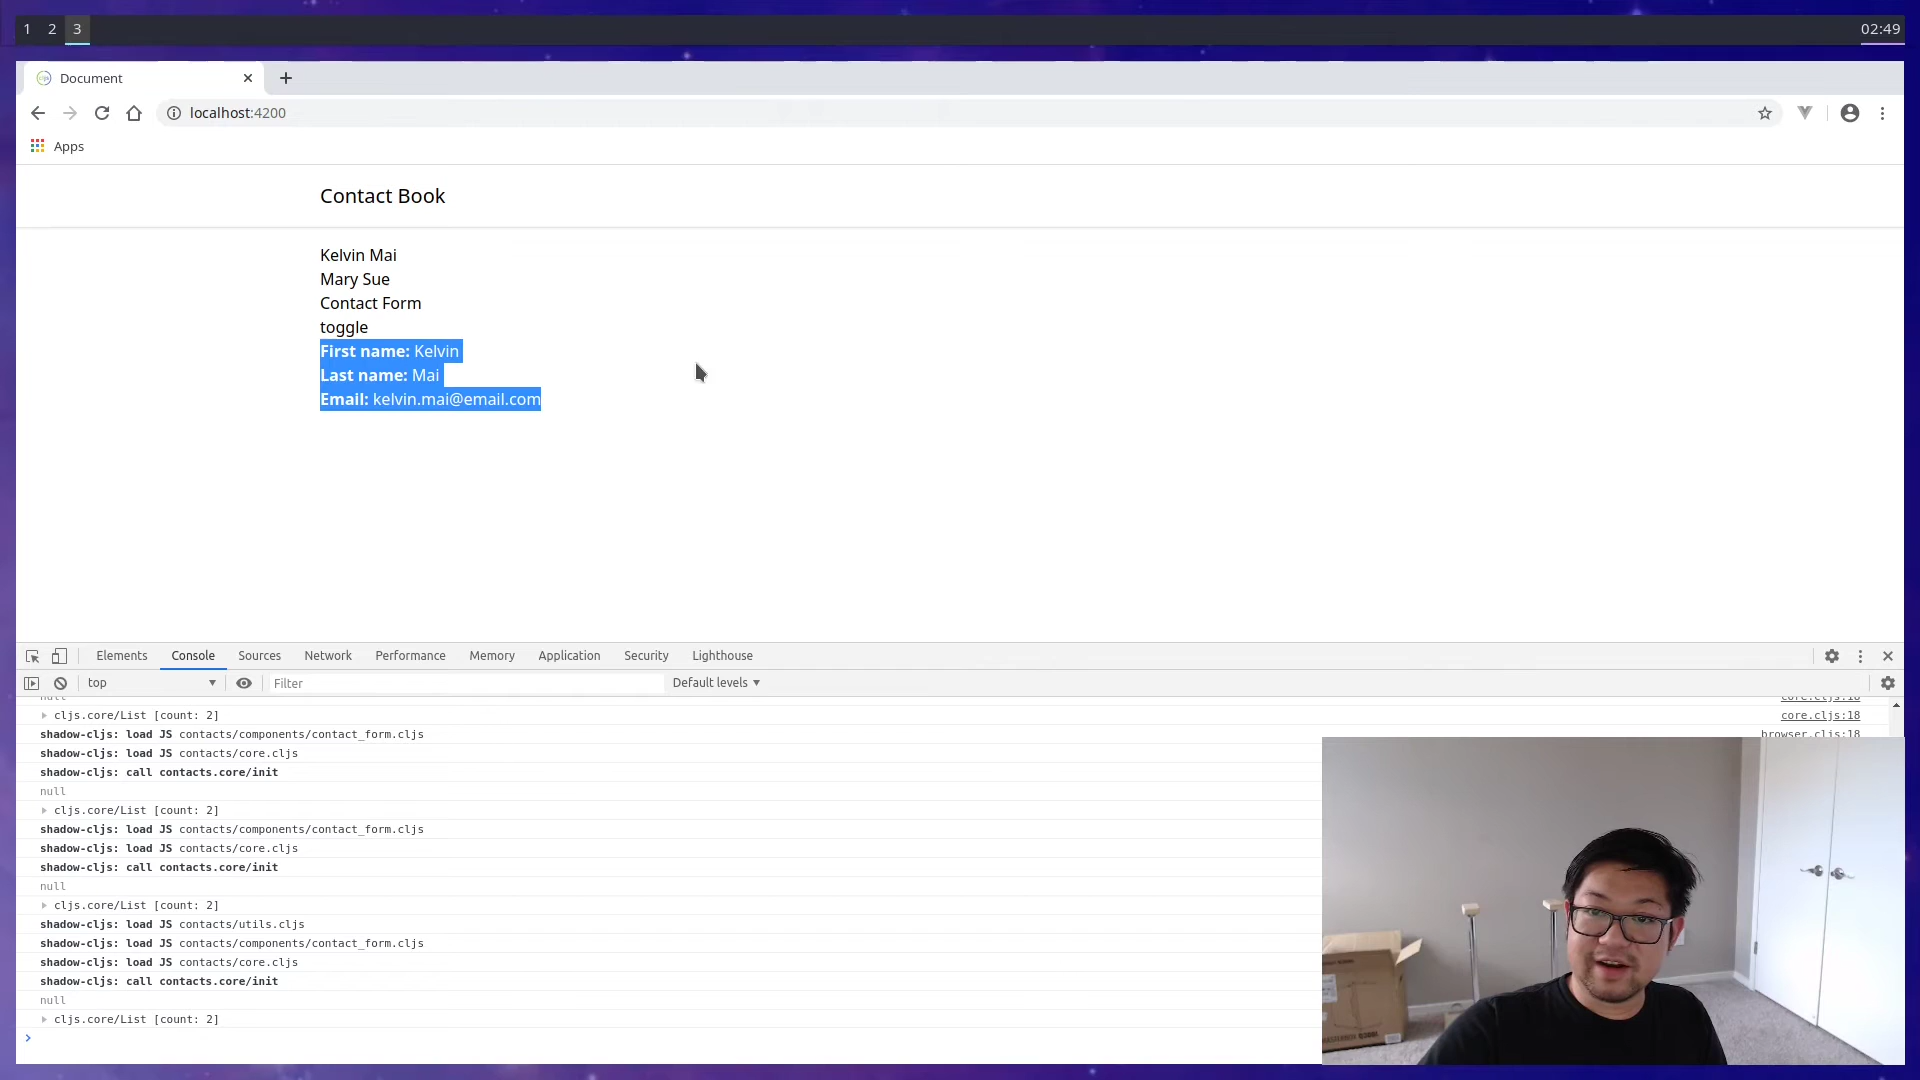 1 2 3 02:49
Document
localhost:4200
Apps
Contact Book
Kelvin Mai
Mary Sue
Contact Form
toggle
First name: Kelvin
Last name: Mai
Email: kelvin.mai@email.com
Elements Console Sources Network Performance Memory Application Security Lighthouse
top Filter Default levels
null core.cljs:18
cljs.core/List [count: 2] core.cljs:18
shadow-cljs: load JS contacts/components/contact_form.cljs browser.cljs:18
shadow-cljs: load JS contacts/core.cljs
shadow-cljs: call contacts.core/init
null
cljs.core/List [count: 2]
shadow-cljs: load JS contacts/components/contact_form.cljs
shadow-cljs: load JS contacts/core.cljs
shadow-cljs: call contacts.core/init
null
cljs.core/List [count: 2]
shadow-cljs: load JS contacts/utils.cljs
shadow-cljs: load JS contacts/components/contact_form.cljs
shadow-cljs: load JS contacts/core.cljs
shadow-cljs: call contacts.core/init
null
cljs.core/List [count: 2]